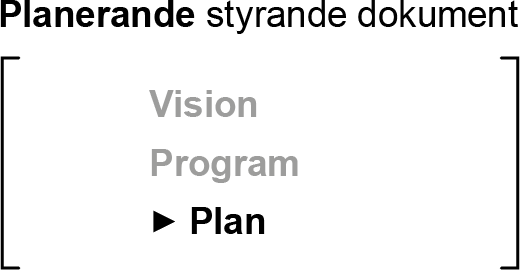 Planerande styrande dokument
Vision
Program
► Plan